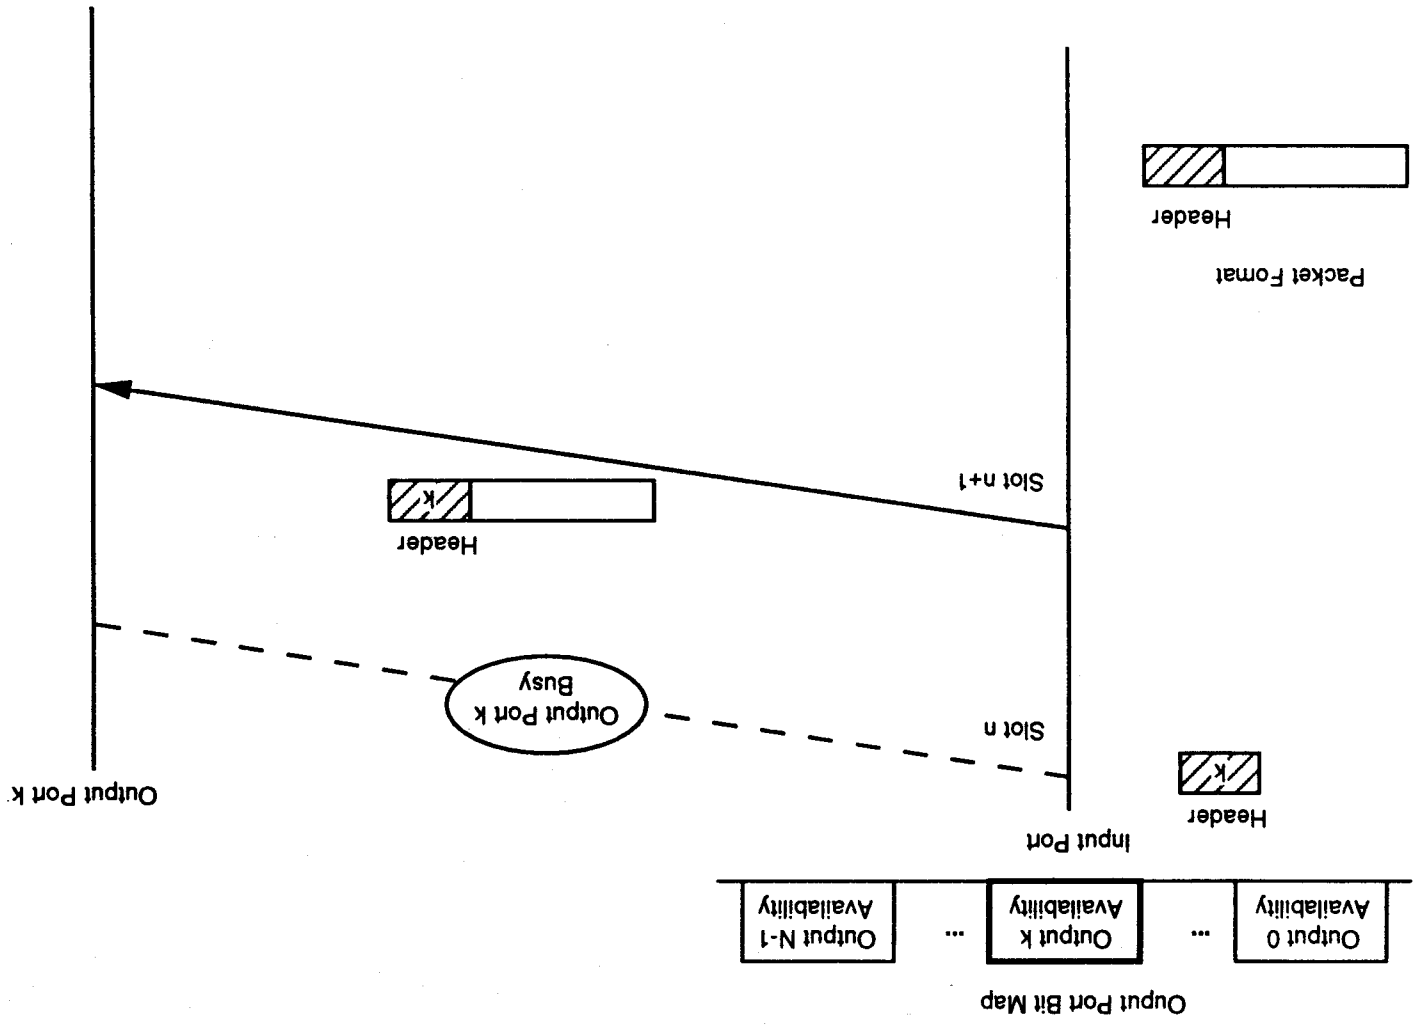 Ouput Port Bit Map
Output 0
Availability
...
Output k
Availability
...
Output N-1
Availability
Input Port
Output Port k
Header
k
Slot n
Output Port k
Busy
Header
k
Slot n+1
Packet Fomat
Header